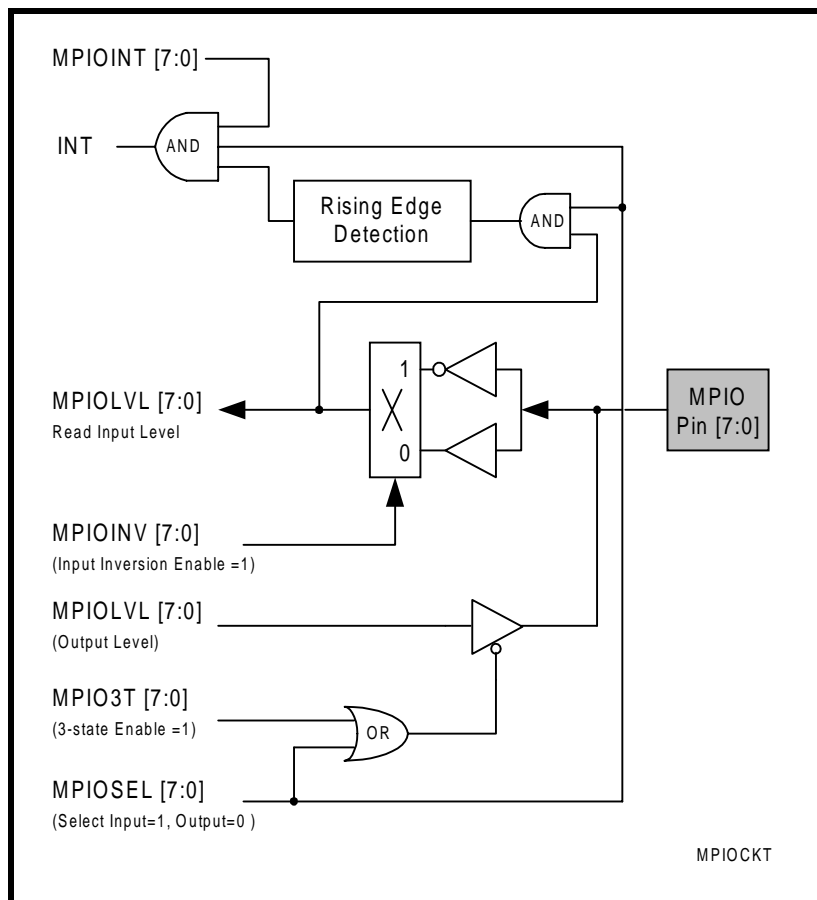 MPIOINT [7:0]
INT
AND
Rising Edge
Detection
AND
1
0
MPIOLVL [7:0]
Read Input Level
MPIO
Pin [7:0]
MPIOINV [7:0]
(Input Inversion Enable =1)
MPIOLVL [7:0]
(Output Level)
MPIO3T [7:0]
(3-state Enable =1)
OR
MPIOSEL [7:0]
(Select Input=1, Output=0 )
MPIOCKT